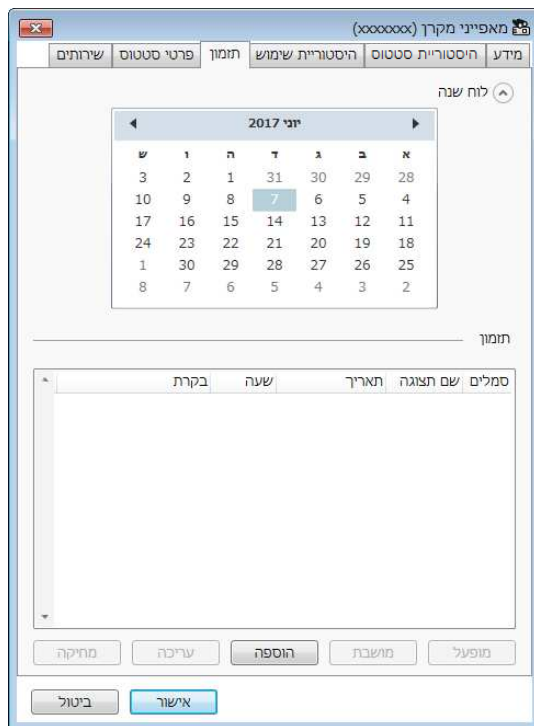 מאפייני מקרן (xxxxxxx)
מידע היסטוריית סטטוס היסטוריית שימוש תזמון פרטי סטטוס שירותים
לוח שנה
יוני 2017
א ב ג ד ה ו ש
28 29 30 31 1 2 3
4 5 6 7 8 9 10
11 12 13 14 15 16 17
18 19 20 21 22 23 24
25 26 27 28 29 30 1
2 3 4 5 6 7 8
תזמון
סמלים שם תצוגה תאריך שעה בקרת
מופעל מושבת הוספה עריכה מחיקה
אישור ביטול